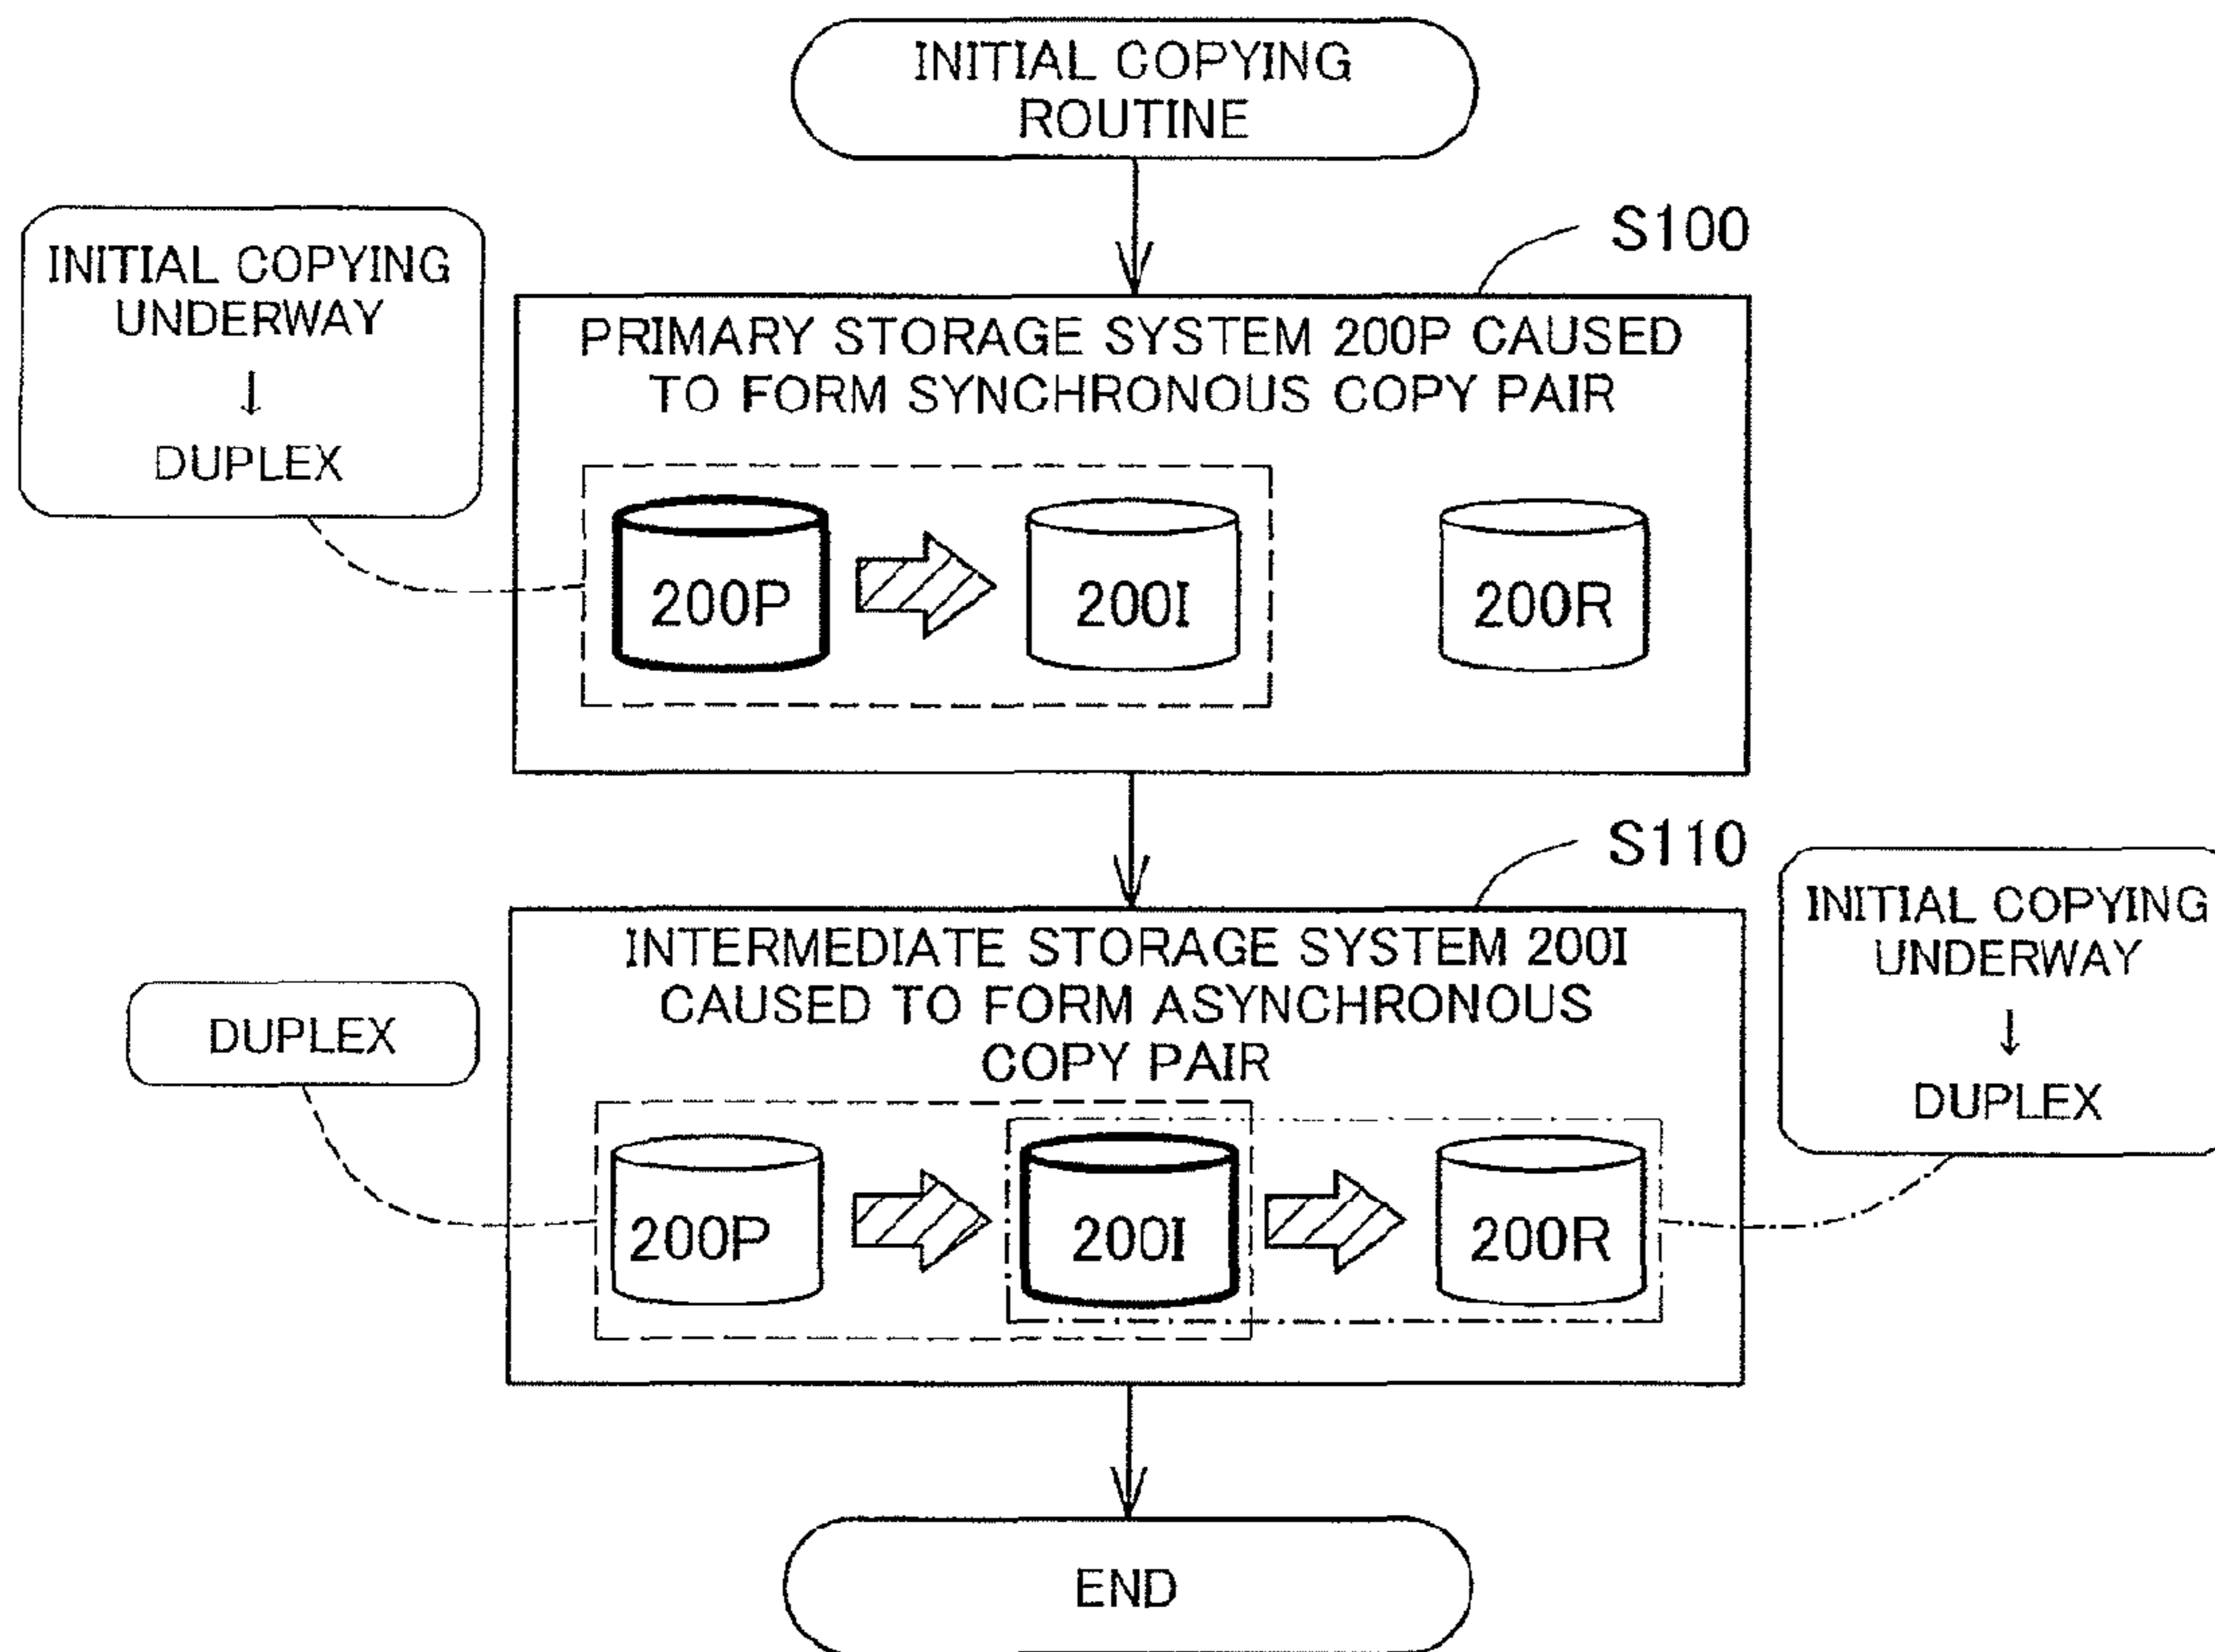 INITIAL COPYING
ROUTINE
S100
INITIAL COPYING
UNDERWAY
↓
DUPLEX
PRIMARY STORAGE SYSTEM 200P CAUSED
TO FORM SYNCHRONOUS COPY PAIR
200P
200I
200R
S110
INTERMEDIATE STORAGE SYSTEM 200I
CAUSED TO FORM ASYNCHRONOUS
COPY PAIR
INITIAL COPYING
UNDERWAY
↓
DUPLEX
DUPLEX
200P
200I
200R
END